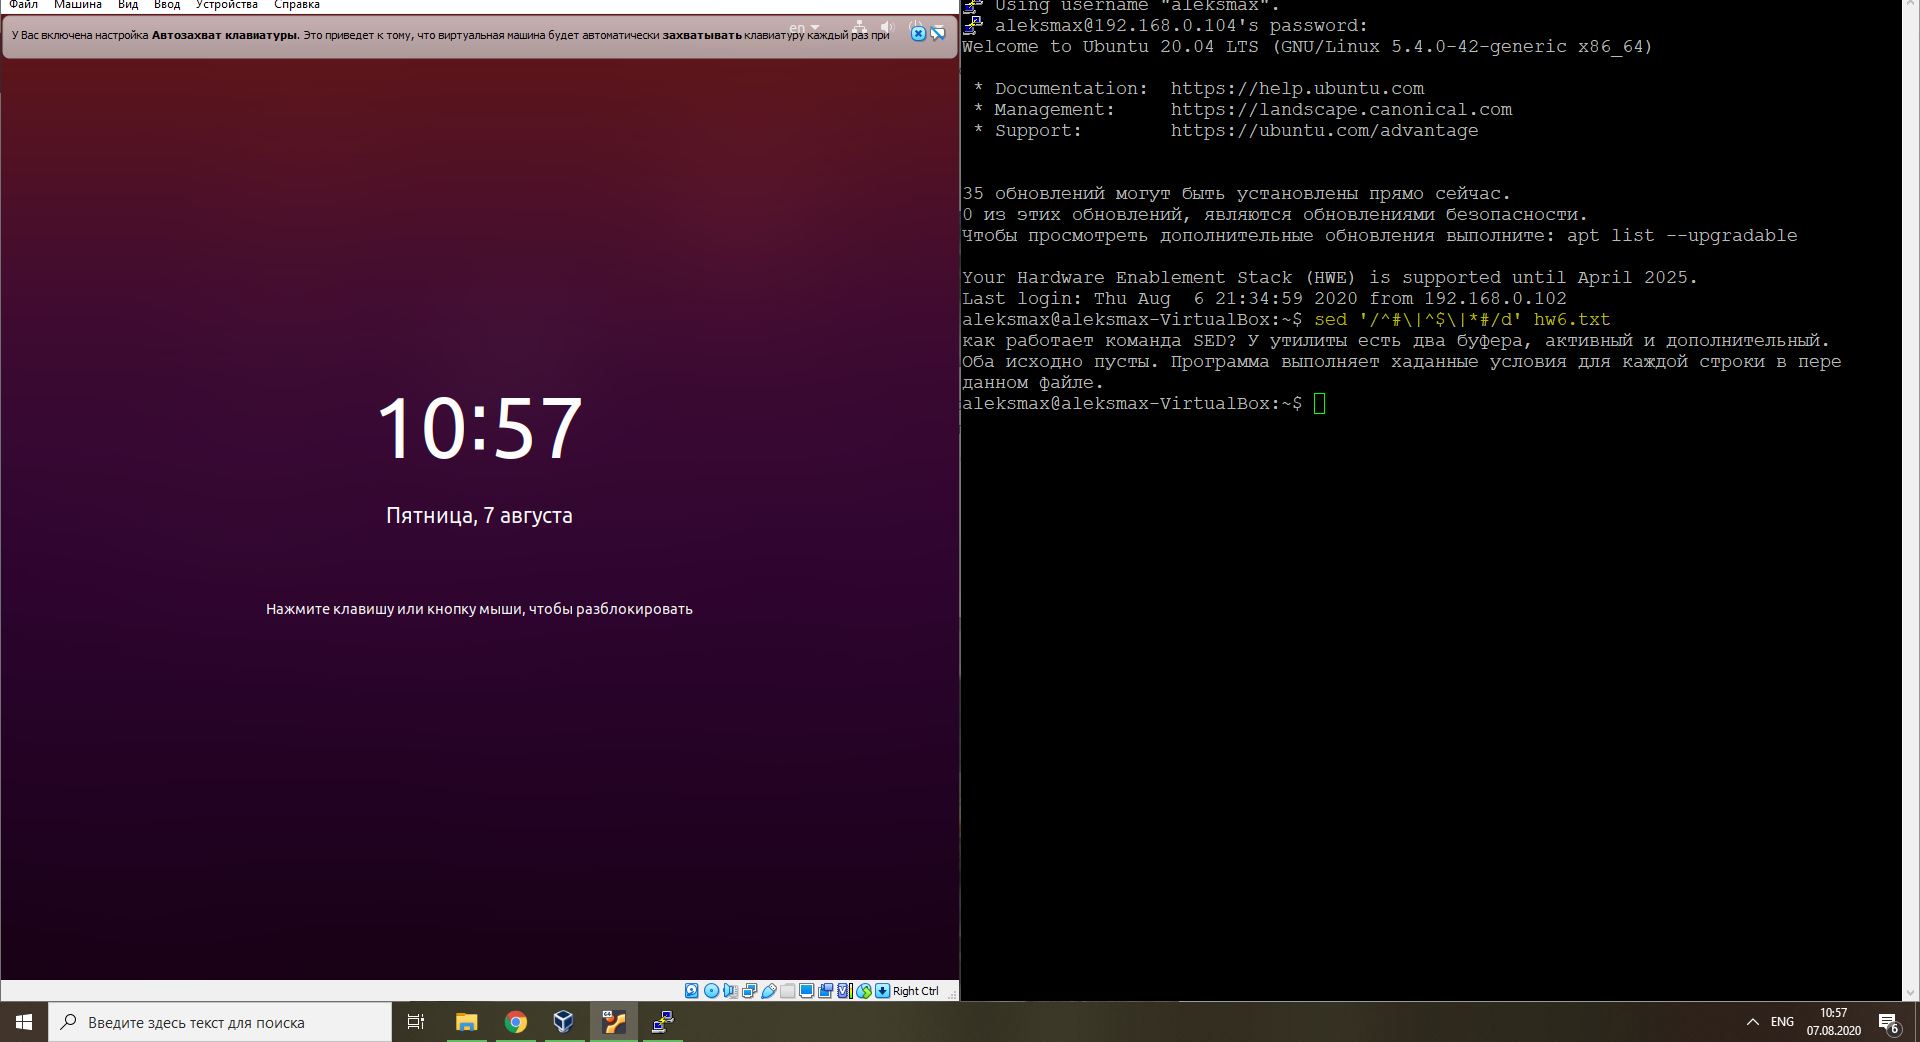 Файл Машина Вид Ввод Устройства Справка
en
У Вас включена настройка Автозахват клавиатуры. Это приведет к тому, что виртуальная машина будет автоматически захватывать клавиатуру каждый раз при
10:57
Пятница, 7 августа
Нажмите клавишу или кнопку мыши, чтобы разблокировать
Right Ctrl
Using username "aleksmax".
aleksmax@192.168.0.104's password:
Welcome to Ubuntu 20.04 LTS (GNU/Linux 5.4.0-42-generic x86_64)
* Documentation: https://help.ubuntu.com
* Management: https://landscape.canonical.com
* Support: https://ubuntu.com/advantage
35 обновлений могут быть установлены прямо сейчас.
0 из этих обновлений, являются обновлениями безопасности.
Чтобы просмотреть дополнительные обновления выполните: apt list --upgradable
Your Hardware Enablement Stack (HWE) is supported until April 2025.
Last login: Thu Aug  6 21:34:59 2020 from 192.168.0.102
aleksmax@aleksmax-VirtualBox:~$ sed '/^#\|^$\|*#/d' hw6.txt
как работает команда SED? У утилиты есть два буфера, активный и дополнительный.
Оба исходно пусты. Программа выполняет хаданные условия для каждой строки в пере
данном файле.
aleksmax@aleksmax-VirtualBox:~$
Введите здесь текст для поиска
ENG
10:57
07.08.2020
6